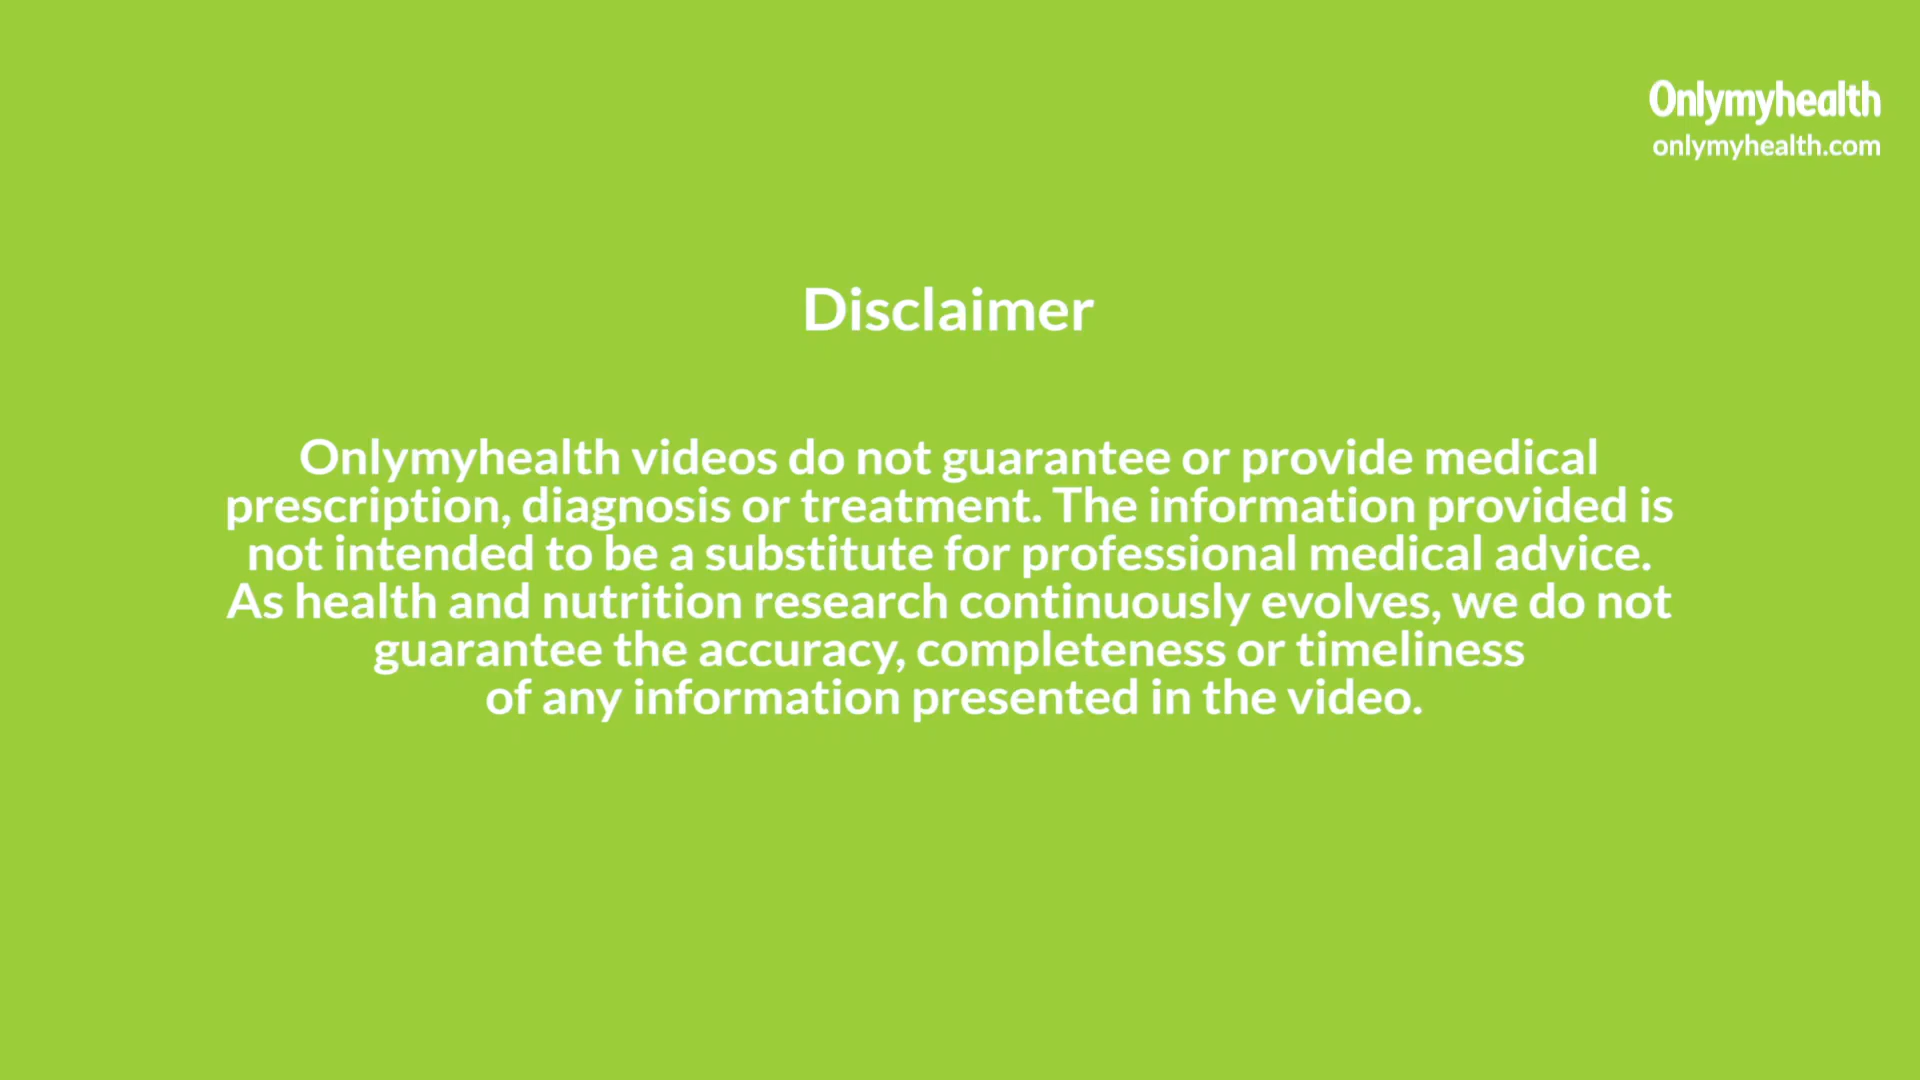 Onlymyhealth
onlymyhealth.com
Disclaimer
Onlymyhealth videos do not guarantee or provide medical
prescription, diagnosis or treatment. The information provided is
not intended to be a substitute for professional medical advice.
As health and nutrition research continuously evolves, we do not
guarantee the accuracy, completeness or timeliness
of any information presented in the video.